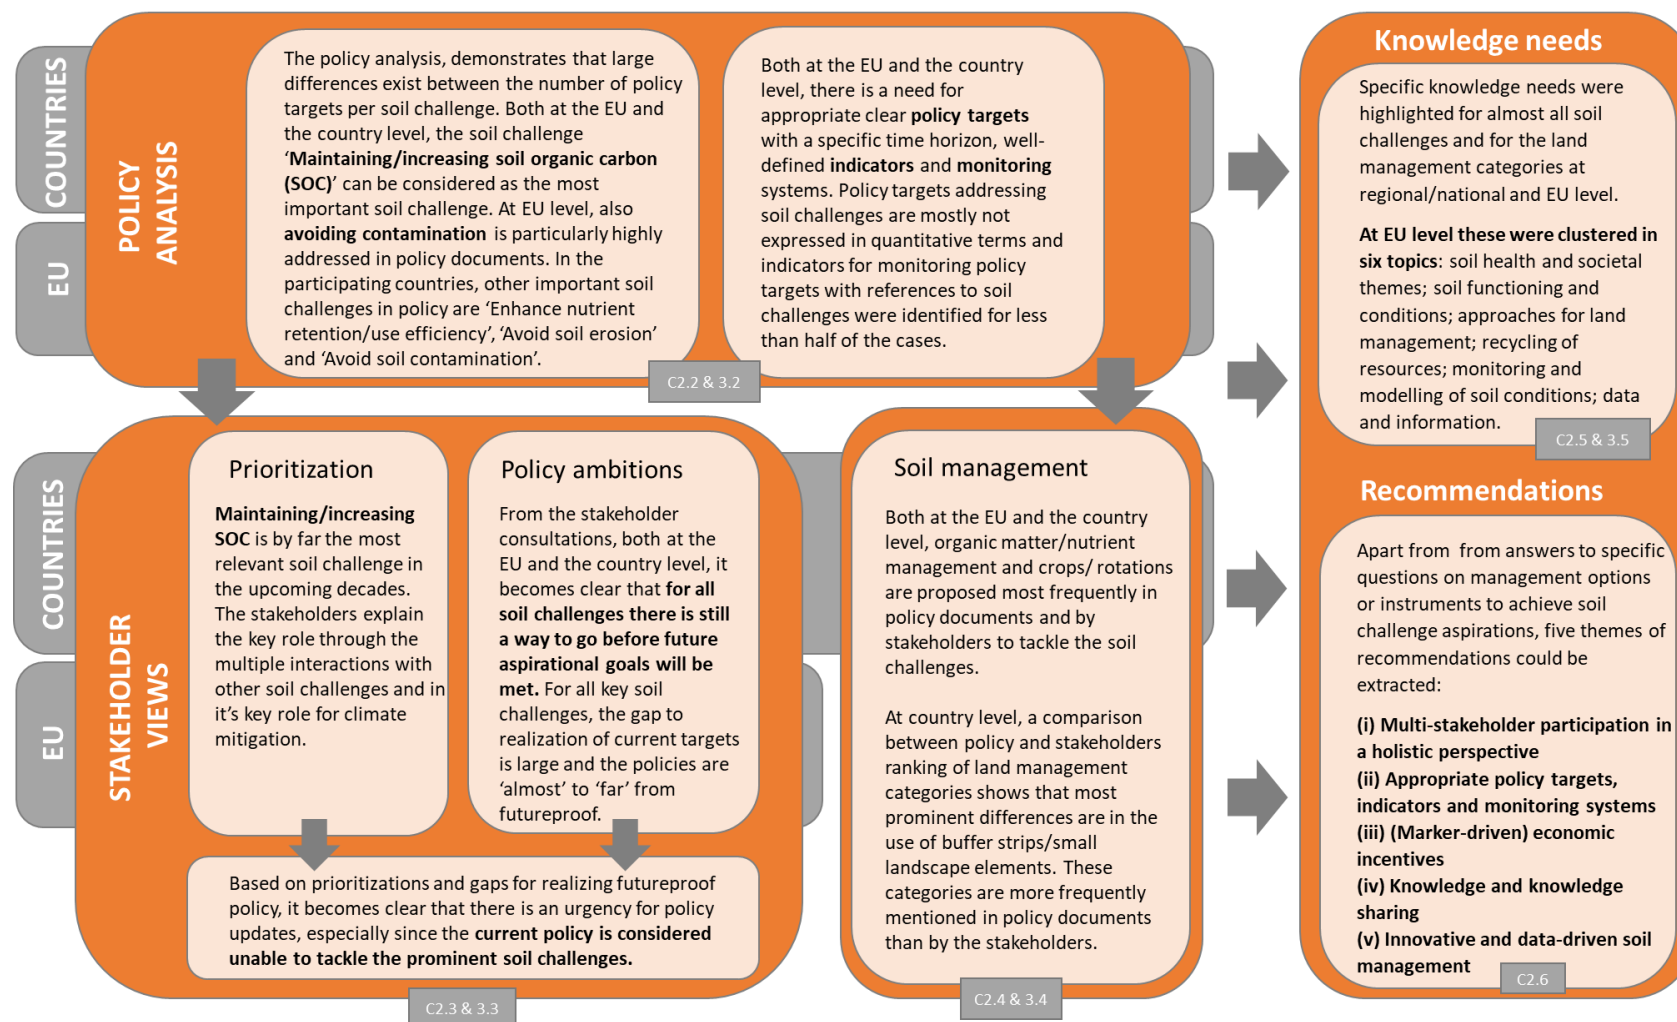 COUNTRIES
EU
POLICY
ANALYSIS
The policy analysis, demonstrates that large
differences exist between the number of policy
targets per soil challenge. Both at the EU and
the country level, the soil challenge
‘Maintaining/increasing soil organic carbon
(SOC)’ can be considered as the most
important soil challenge. At EU level, also
avoiding contamination is particularly highly
addressed in policy documents. In the
participating countries, other important soil
challenges in policy are ‘Enhance nutrient
retention/use efficiency’, ‘Avoid soil erosion’
and ‘Avoid soil contamination’.
Both at the EU and the country
level, there is a need for
appropriate clear policy targets
with a specific time horizon, well-
defined indicators and monitoring
systems. Policy targets addressing
soil challenges are mostly not
expressed in quantitative terms and
indicators for monitoring policy
targets with references to soil
challenges were identified for less
than half of the cases.
C2.2 & 3.2
COUNTRIES
EU
STAKEHOLDER
VIEWS
Prioritization
Maintaining/increasing
SOC is by far the most
relevant soil challenge in
the upcoming decades.
The stakeholders explain
the key role through the
multiple interactions with
other soil challenges and in
it’s key role for climate
mitigation.
Policy ambitions
From the stakeholder
consultations, both at the
EU and the country level, it
becomes clear that for all
soil challenges there is still
a way to go before future
aspirational goals will be
met. For all key soil
challenges, the gap to
realization of current targets
is large and the policies are
‘almost’ to ‘far’ from
futureproof.
Based on prioritizations and gaps for realizing futureproof
policy, it becomes clear that there is an urgency for policy
updates, especially since the current policy is considered
unable to tackle the prominent soil challenges.
C2.3 & 3.3
Soil management
Both at the EU and the country
level, organic matter/nutrient
management and crops/ rotations
are proposed most frequently in
policy documents and by
stakeholders to tackle the soil
challenges.
At country level, a comparison
between policy and stakeholders
ranking of land management
categories shows that most
prominent differences are in the
use of buffer strips/small
landscape elements. These
categories are more frequently
mentioned in policy documents
than by the stakeholders.
C2.4 & 3.4
Knowledge needs
Specific knowledge needs were
highlighted for almost all soil
challenges and for the land
management categories at
regional/national and EU level.
At EU level these were clustered in
six topics: soil health and societal
themes; soil functioning and
conditions; approaches for land
management; recycling of
resources; monitoring and
modelling of soil conditions; data
and information.
C2.5 & 3.5
Recommendations
Apart from  from answers to specific
questions on management options
or instruments to achieve soil
challenge aspirations, five themes of
recommendations could be
extracted:
(i) Multi-stakeholder participation in
a holistic perspective
(ii) Appropriate policy targets,
indicators and monitoring systems
(iii) (Marker-driven) economic
incentives
(iv) Knowledge and knowledge
sharing
(v) Innovative and data-driven soil
management
C2.6